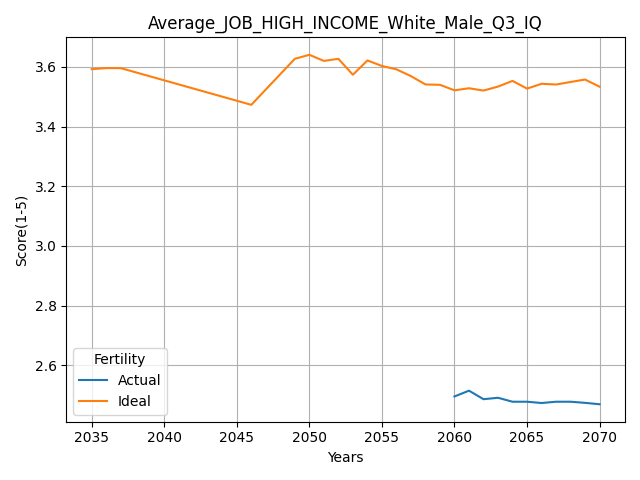 Average_JOB_HIGH_INCOME_White_Male_Q3_IQ
Score(1-5)
3.6
3.4
3.2
3.0
2.8
2.6
Fertility
Actual
Ideal
2035 2040 2045 2050 2055 2060 2065 2070
Years